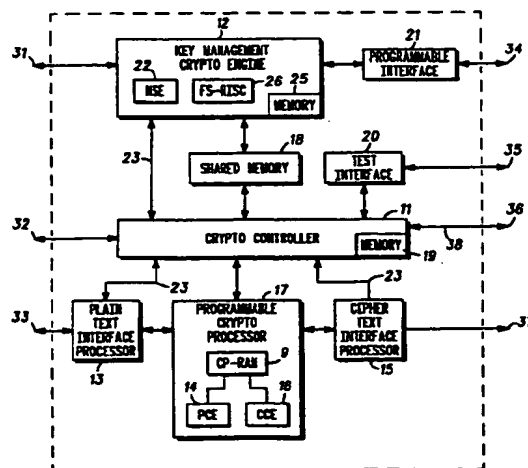 12
31
KEY MANAGEMENT
CRYPTO ENGINE
21
34
PROGRAMMABLE
INTERFACE
22
NSE
FS-RISC
26
25
MEMORY
23
18
SHARED MEMORY
20
TEST
INTERFACE
35
11
32
CRYPTO CONTROLLER
MEMORY
19
36
38
23
17
23
33
PLAIN
TEXT
INTERFACE
PROCESSOR
13
PROGRAMMABLE
CRYPTO
PROCESSOR
9
CP-RAM
14
PCE
CCE
16
CIPHER
TEXT
INTERFACE
PROCESSOR
15